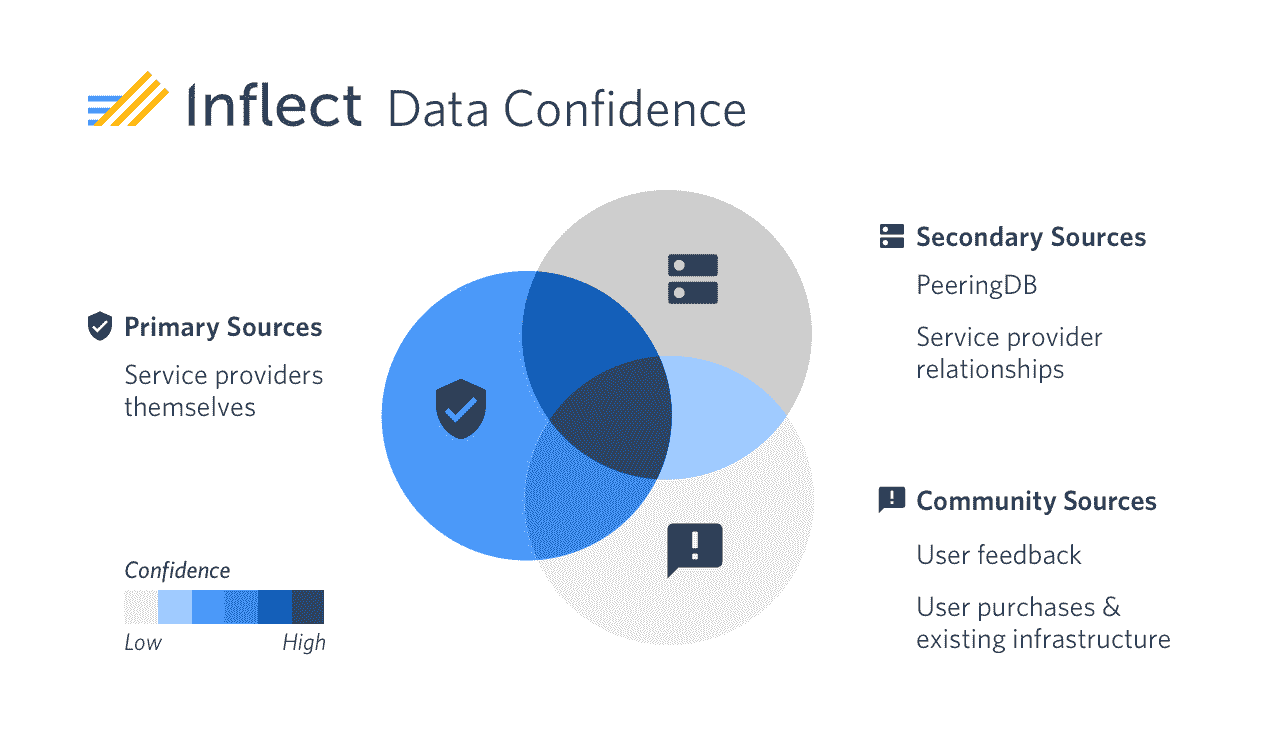 Inflect Data Confidence
Primary Sources
Service providers
themselves
Secondary Sources
PeeringDB
Service provider
relationships
Community Sources
User feedback
User purchases &
existing infrastructure
Confidence
Low High